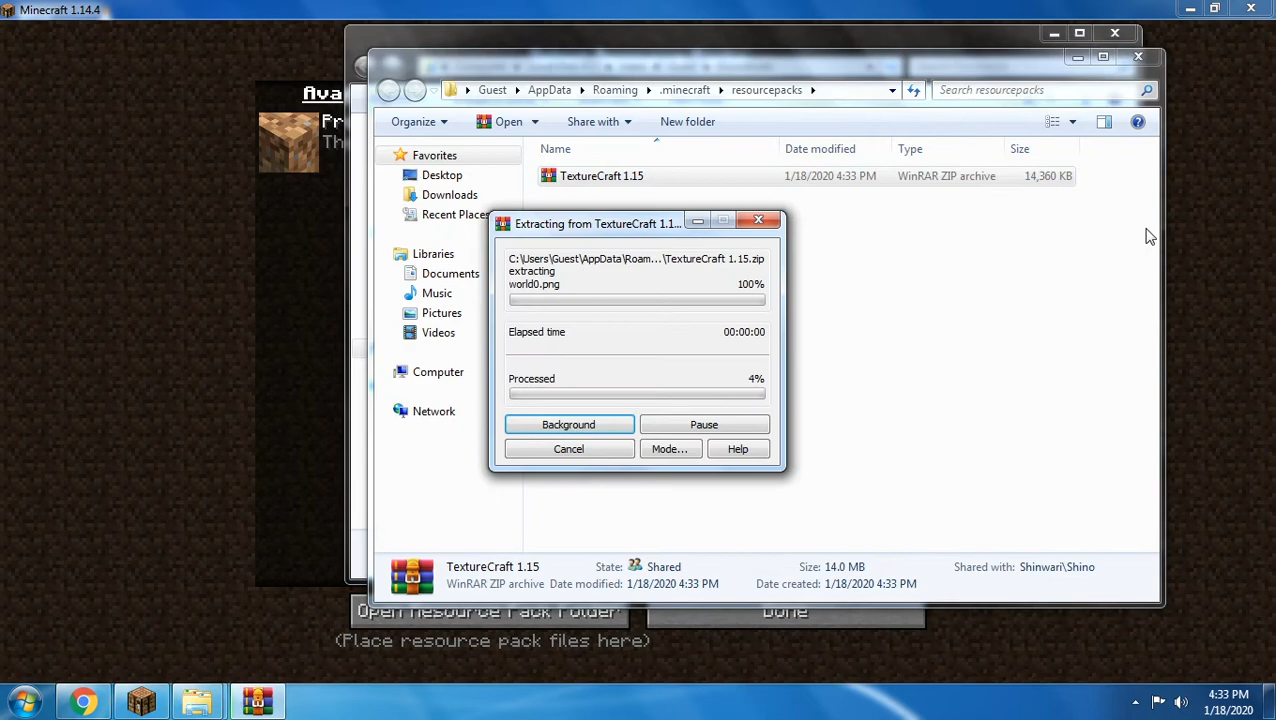 Minecraft 1.14.4
Ava
Pr
Th
Guest
AppData
Roaming
.minecraft
resourcepacks
Search resourcepacks
Organize
Open
Share with
New folder
Name
Date modified
Type
Size
Favorites
Desktop
Downloads
Recent Places
Libraries
Documents
Music
Pictures
Videos
Computer
Network
TextureCraft 1.15
1/18/2020 4:33 PM
WinRAR ZIP archive
14,360 KB
Extracting from TextureCraft 1.1...
C:\Users\Guest\AppData\Roam...\TextureCraft 1.15.zip
extracting
world0.png
100%
Elapsed time
00:00:00
Processed
4%
Background
Pause
Cancel
Mode...
Help
TextureCraft 1.15
State: Shared
Size: 14.0 MB
Shared with: Shinwari\Shino
WinRAR ZIP archive
Date modified: 1/18/2020 4:33 PM
Date created: 1/18/2020 4:33 PM
Open Resource Pack Folder
Done
(Place resource pack files here)
4:33 PM
1/18/2020